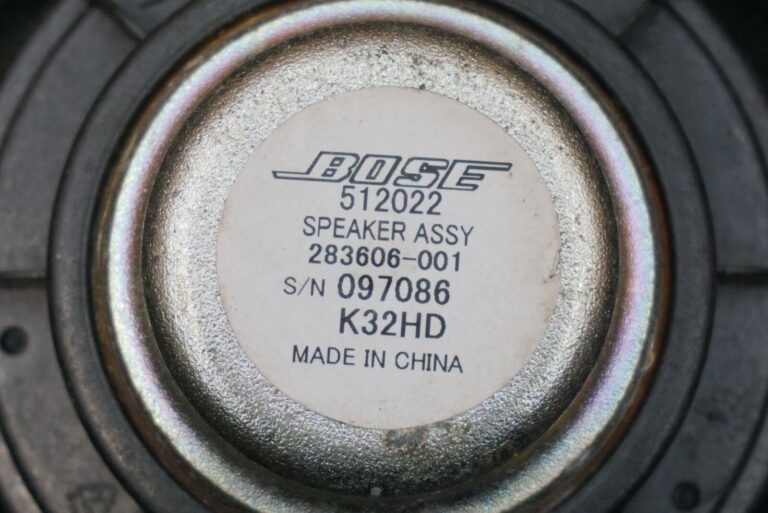 BOSE
512022
SPEAKER ASSY
283606-001
S/N 097086
K32HD
MADE IN CHINA